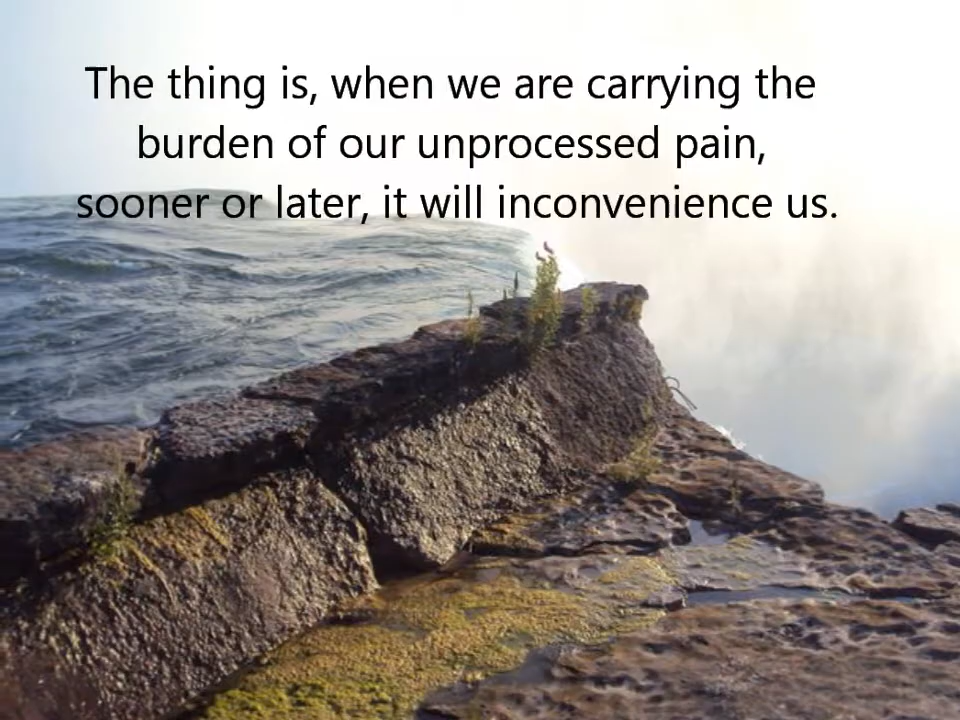 The thing is, when we are carrying the
burden of our unprocessed pain,
sooner or later, it will inconvenience us.